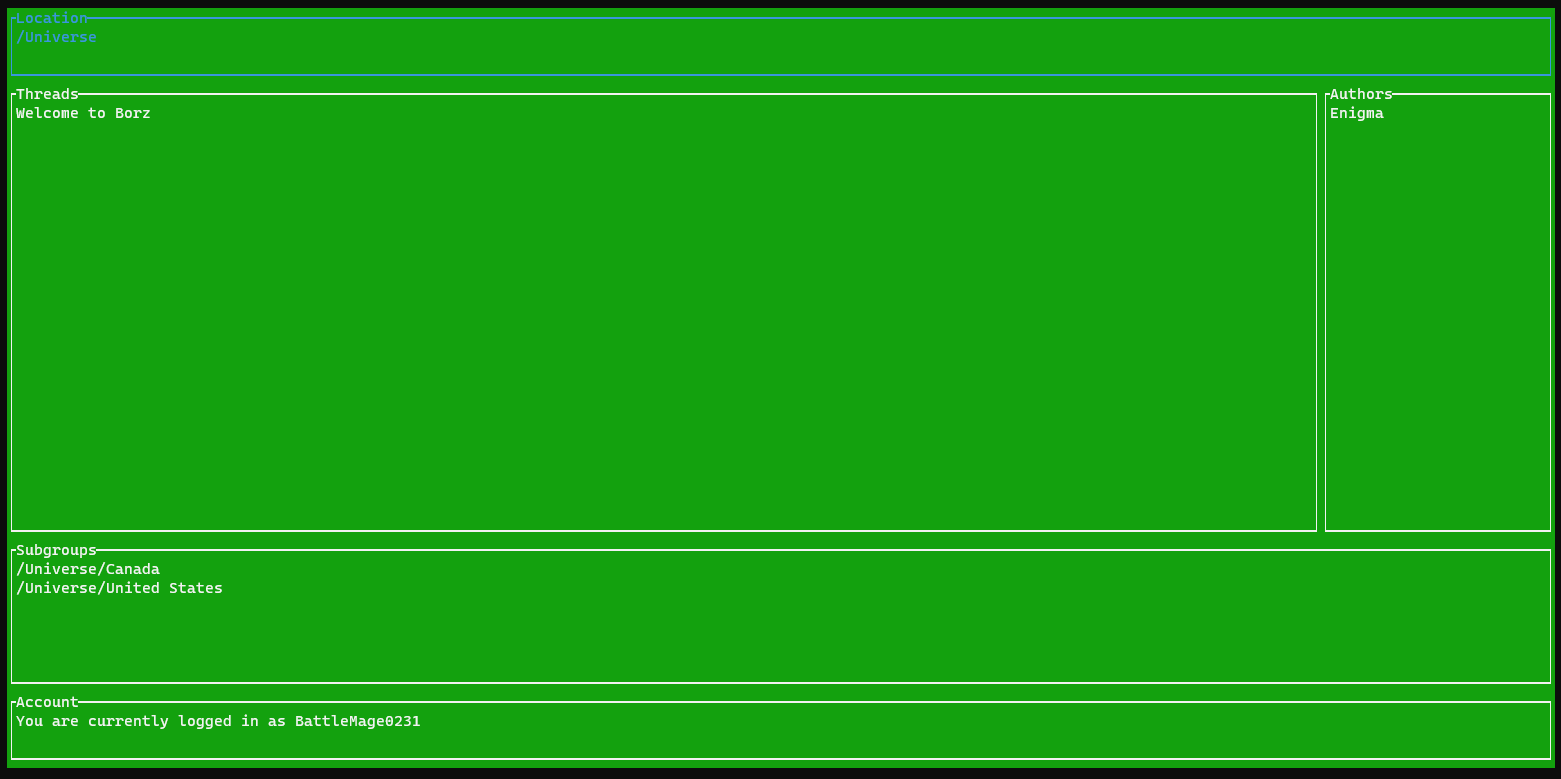 Location
/Universe
Threads
Welcome to Borz
Authors
Enigma
Subgroups
/Universe/Canada
/Universe/United States
Account
You are currently logged in as BattleMage0231